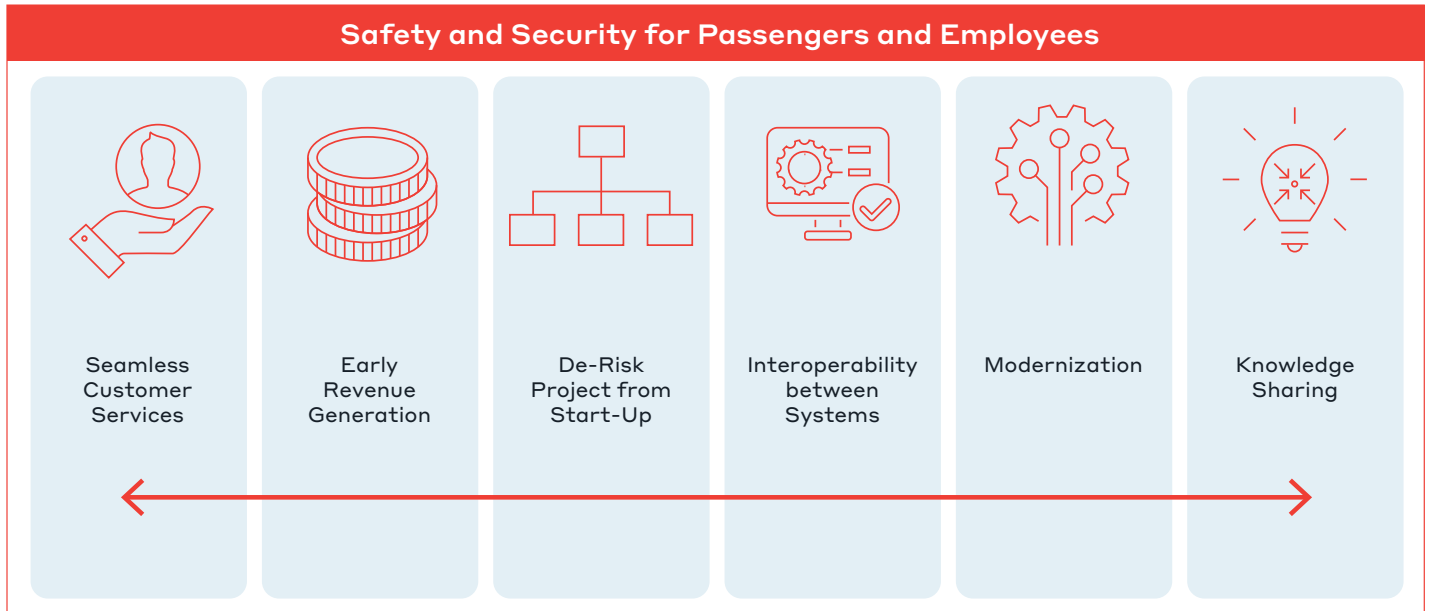 Safety and Security for Passengers and Employees
Seamless
Customer
Services
Early
Revenue
Generation
De-Risk
Project from
Start-Up
Interoperability
between
Systems
Modernization
Knowledge
Sharing